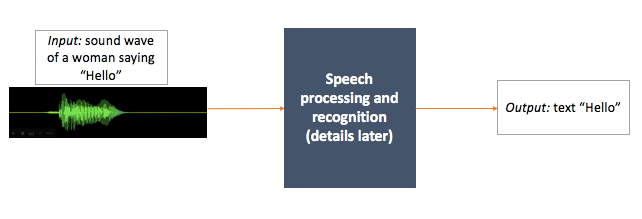 Input: sound wave
of a woman saying
“Hello”
Speech
processing and
recognition
(details later)
Output: text “Hello”